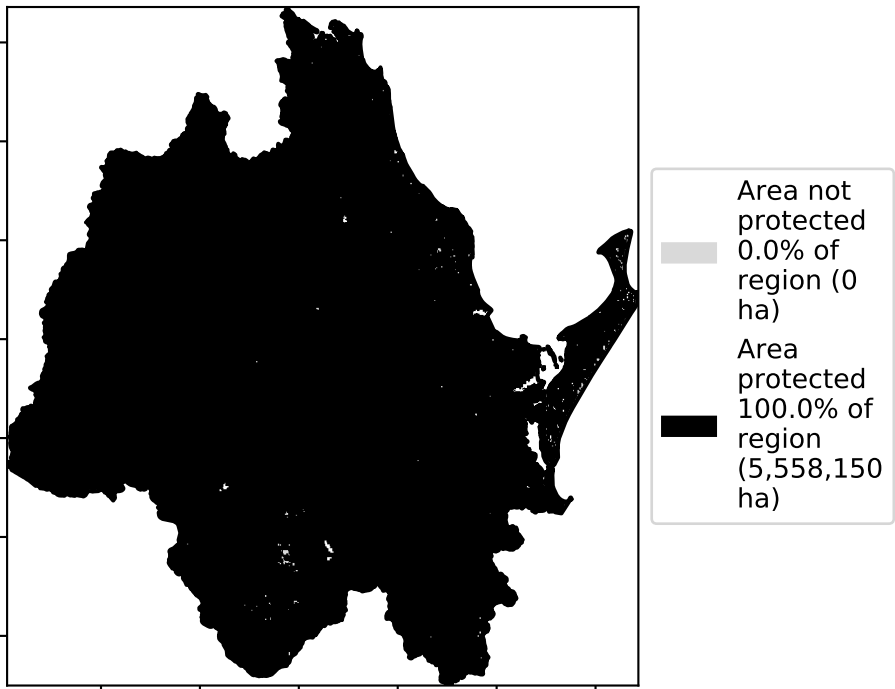 Area not
protected
0.0% of
region (0
ha)
Area
protected
100.0% of
region
(5,558,150
ha)